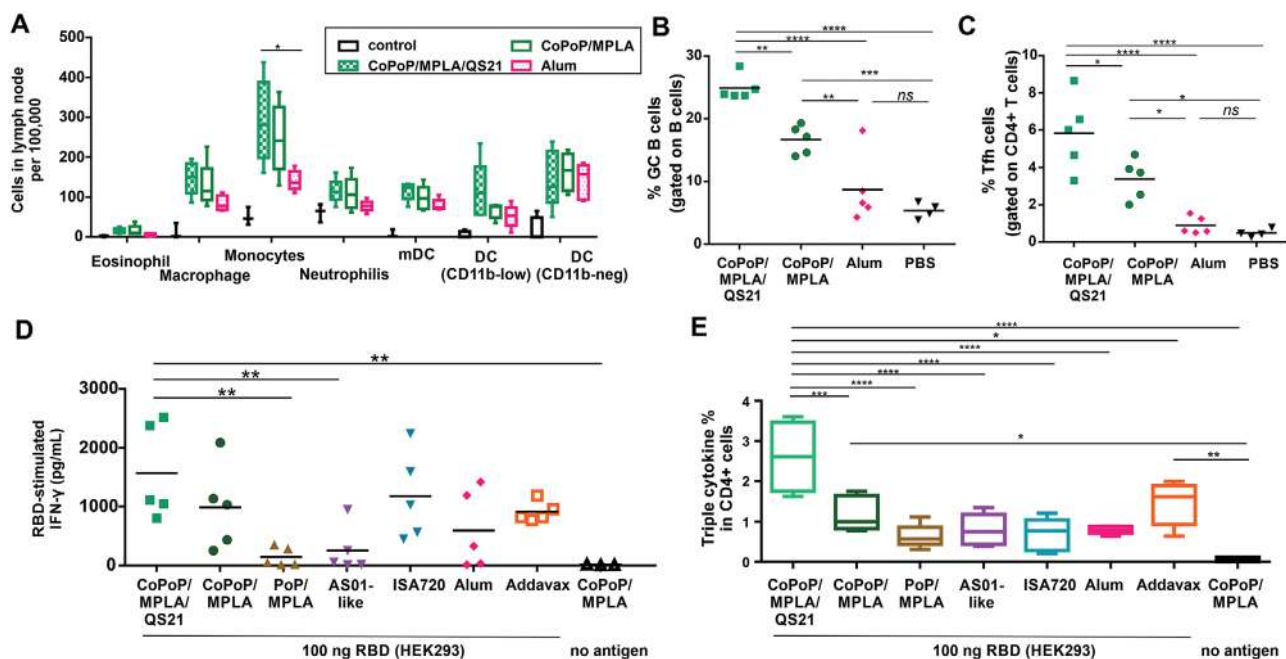 A
Cells in lymph node
per 100,000
500
400
300
200
100
0
*
control
CoPoP/MPLA
CoPoP/MPLA/QS21
Alum
Eosinophil
Macrophage
Monocytes
Neutrophilis
mDC
DC
(CD11b-low)
DC
(CD11b-neg)
B
% GC B cells
(gated on B cells)
30
20
10
0
****
****
**
***
**
ns
CoPoP/
MPLA/
QS21
CoPoP/
MPLA
Alum
PBS
C
% Tfh cells
(gated on CD4+ T cells)
10
8
6
4
2
0
****
****
*
*
*
ns
CoPoP/
MPLA/
QS21
CoPoP/
MPLA
Alum
PBS
D
RBD-stimulated
IFN-γ (pg/mL)
3000
2000
1000
0
**
**
**
CoPoP/
MPLA/
QS21
CoPoP/
MPLA
PoP/
MPLA
AS01-
like
ISA720
Alum
Addavax
CoPoP/
MPLA
100 ng RBD (HEK293)
no antigen
E
Triple cytokine %
in CD4+ cells
4
3
2
1
0
****
*
****
****
****
***
*
**
CoPoP/
MPLA/
QS21
CoPoP/
MPLA
PoP/
MPLA
AS01-
like
ISA720
Alum
Addavax
CoPoP/
MPLA
100 ng RBD (HEK293)
no antigen